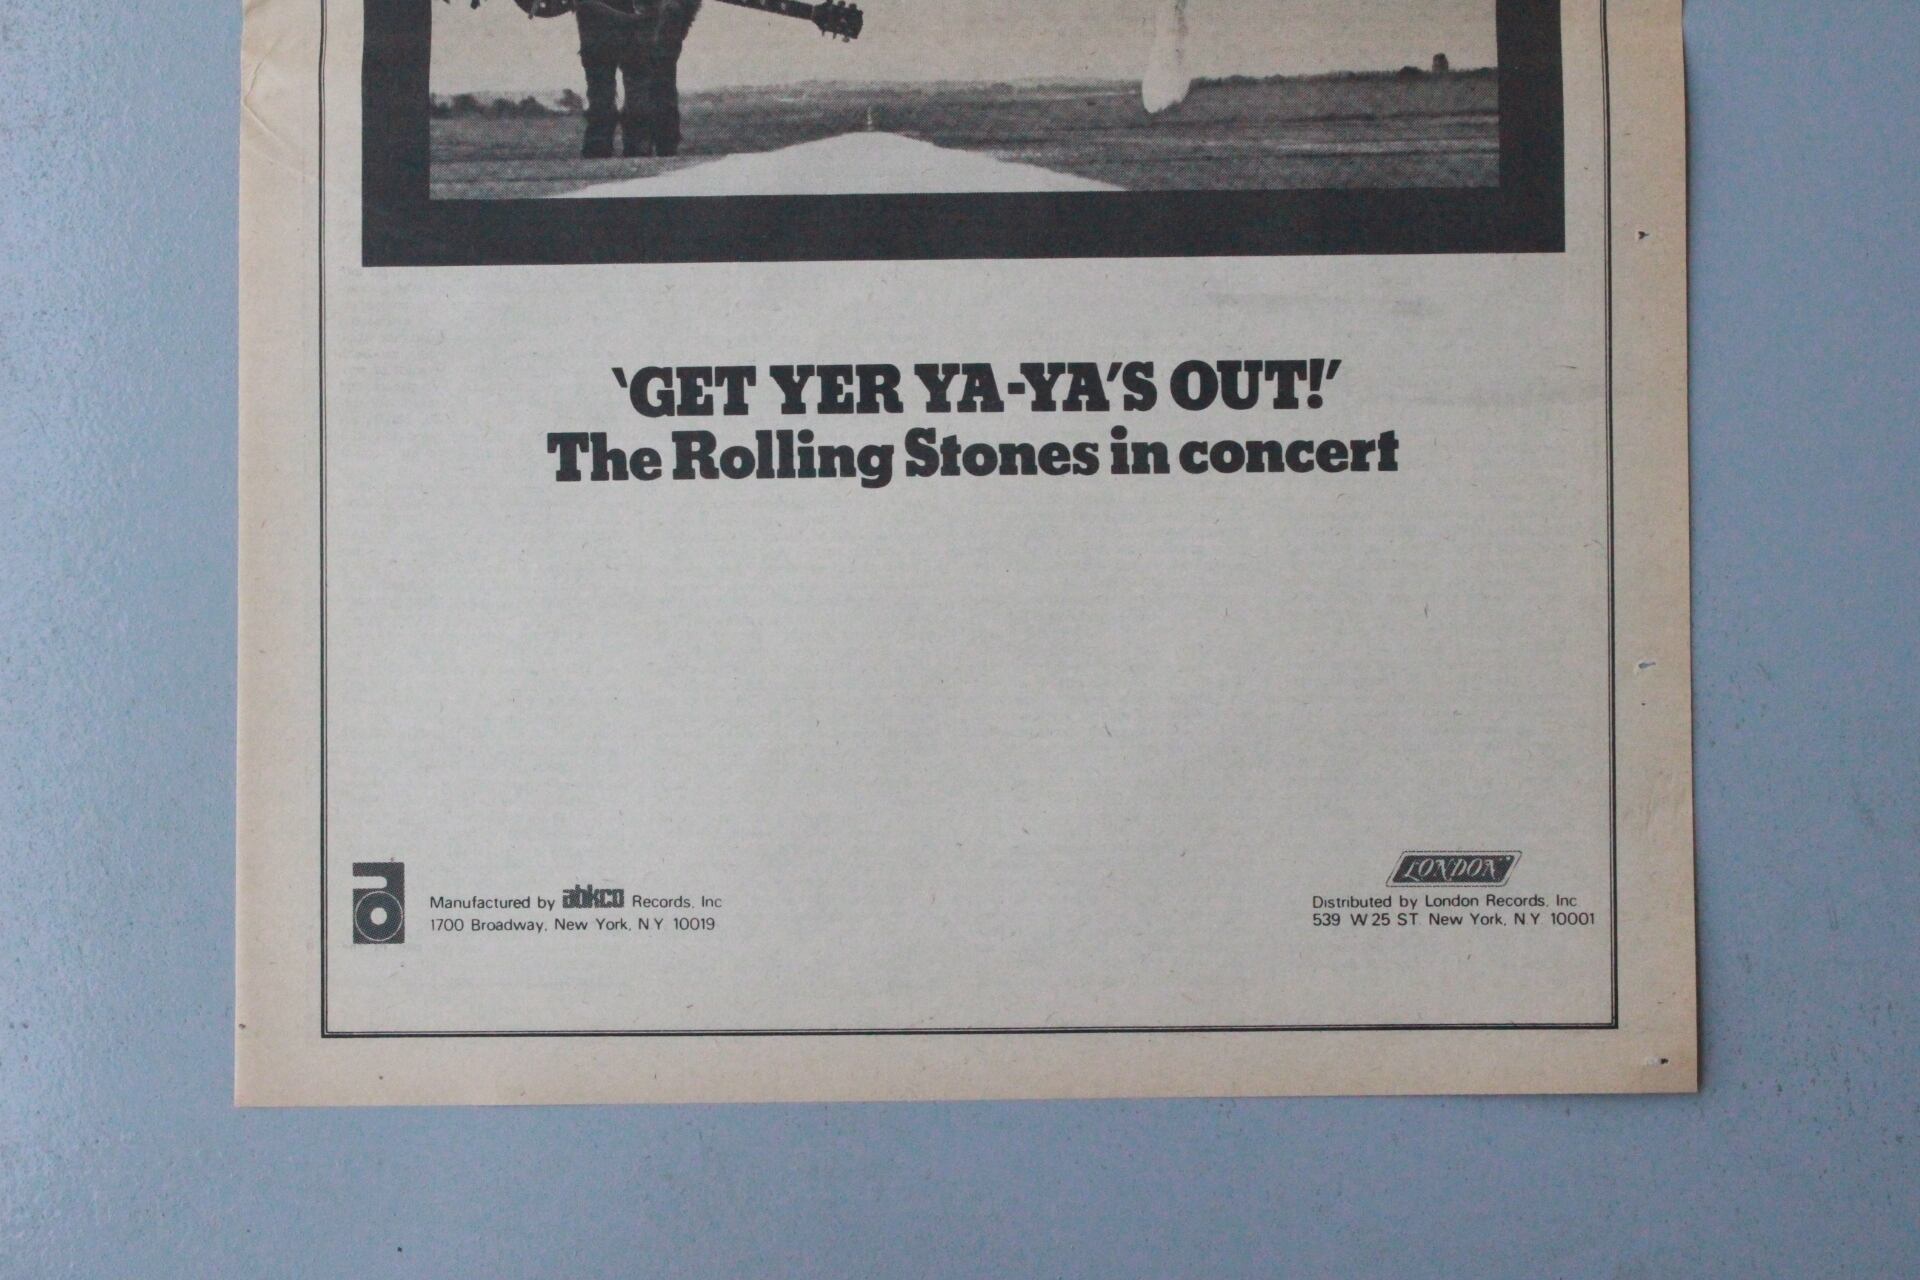 ‘GET YER YA-YA’S OUT!’
The Rolling Stones in concert
Manufactured by abkco Records, Inc
1700 Broadway, New York, N.Y. 10019
LONDON
Distributed by London Records, Inc
539 W 25 ST. New York, N.Y. 10001